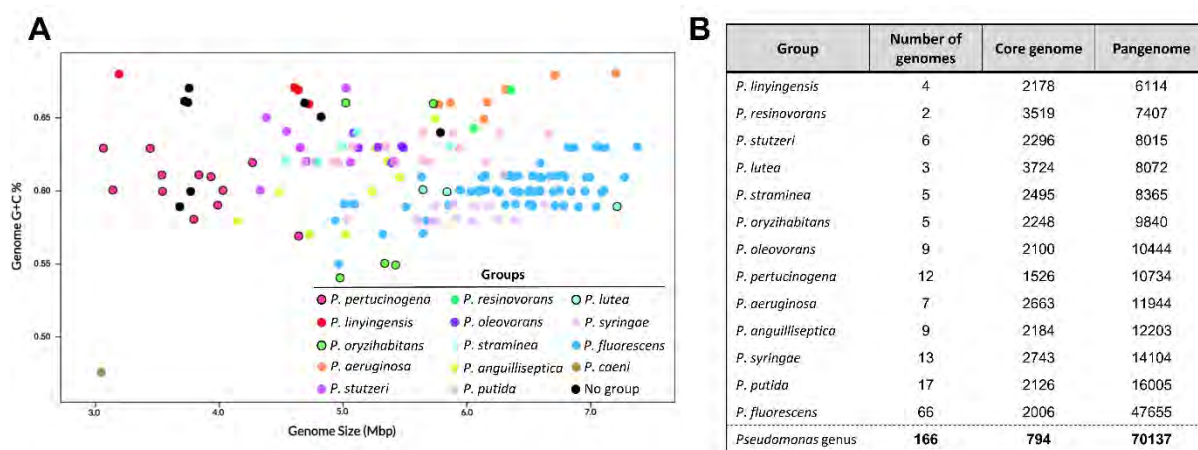 A
Genome G+C %
0.65
0.60
0.55
0.50
3.0 4.0 5.0 6.0 7.0
Genome Size (Mbp)
Groups
P. pertucinogena P. resinovorans P. lutea
P. linyingensis P. oleovorans P. syringae
P. oryzihabitans P. straminea P. fluorescens
P. aeruginosa P. anguilliseptica P. caeni
P. stutzeri P. putida No group
B
Group Number of genomes Core genome Pangenome
P. linyingensis 4 2178 6114
P. resinovorans 2 3519 7407
P. stutzeri 6 2296 8015
P. lutea 3 3724 8072
P. straminea 5 2495 8365
P. oryzihabitans 5 2248 9840
P. oleovorans 9 2100 10444
P. pertucinogena 12 1526 10734
P. aeruginosa 7 2663 11944
P. anguilliseptica 9 2184 12203
P. syringae 13 2743 14104
P. putida 17 2126 16005
P. fluorescens 66 2006 47655
Pseudomonas genus 166 794 70137